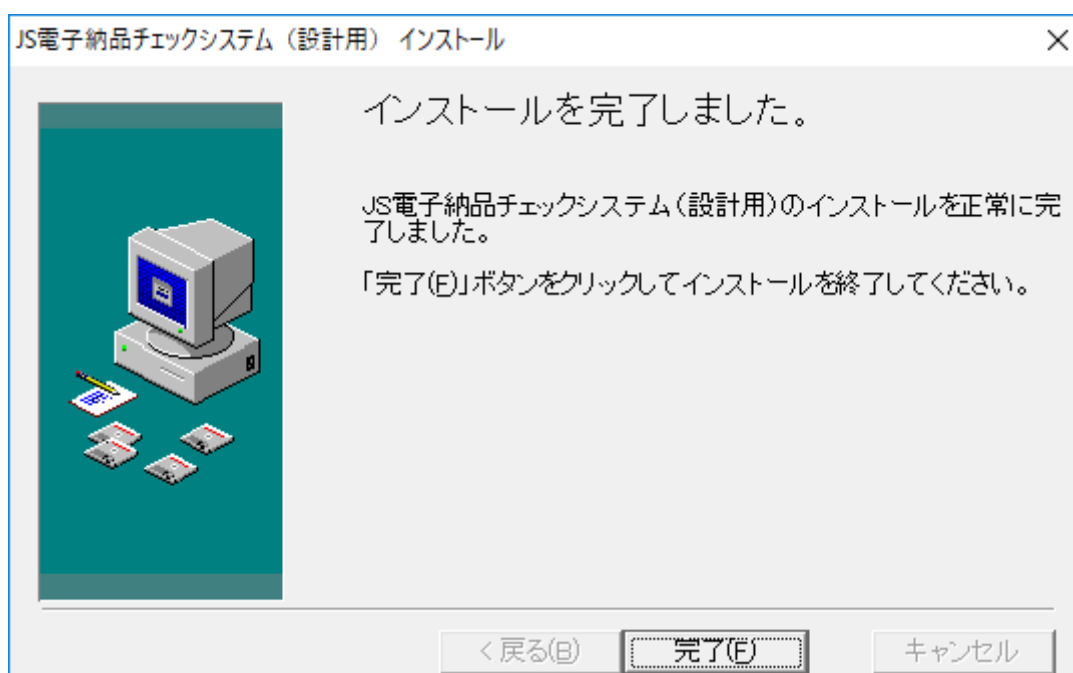 JS電子納品チェックシステム（設計用） インストール
インストールを完了しました。
JS電子納品チェックシステム(設計用)のインストールを正常に完
了しました。
「完了(F)」ボタンをクリックしてインストールを終了してください。
< 戻る(B) 完了(F) キャンセル